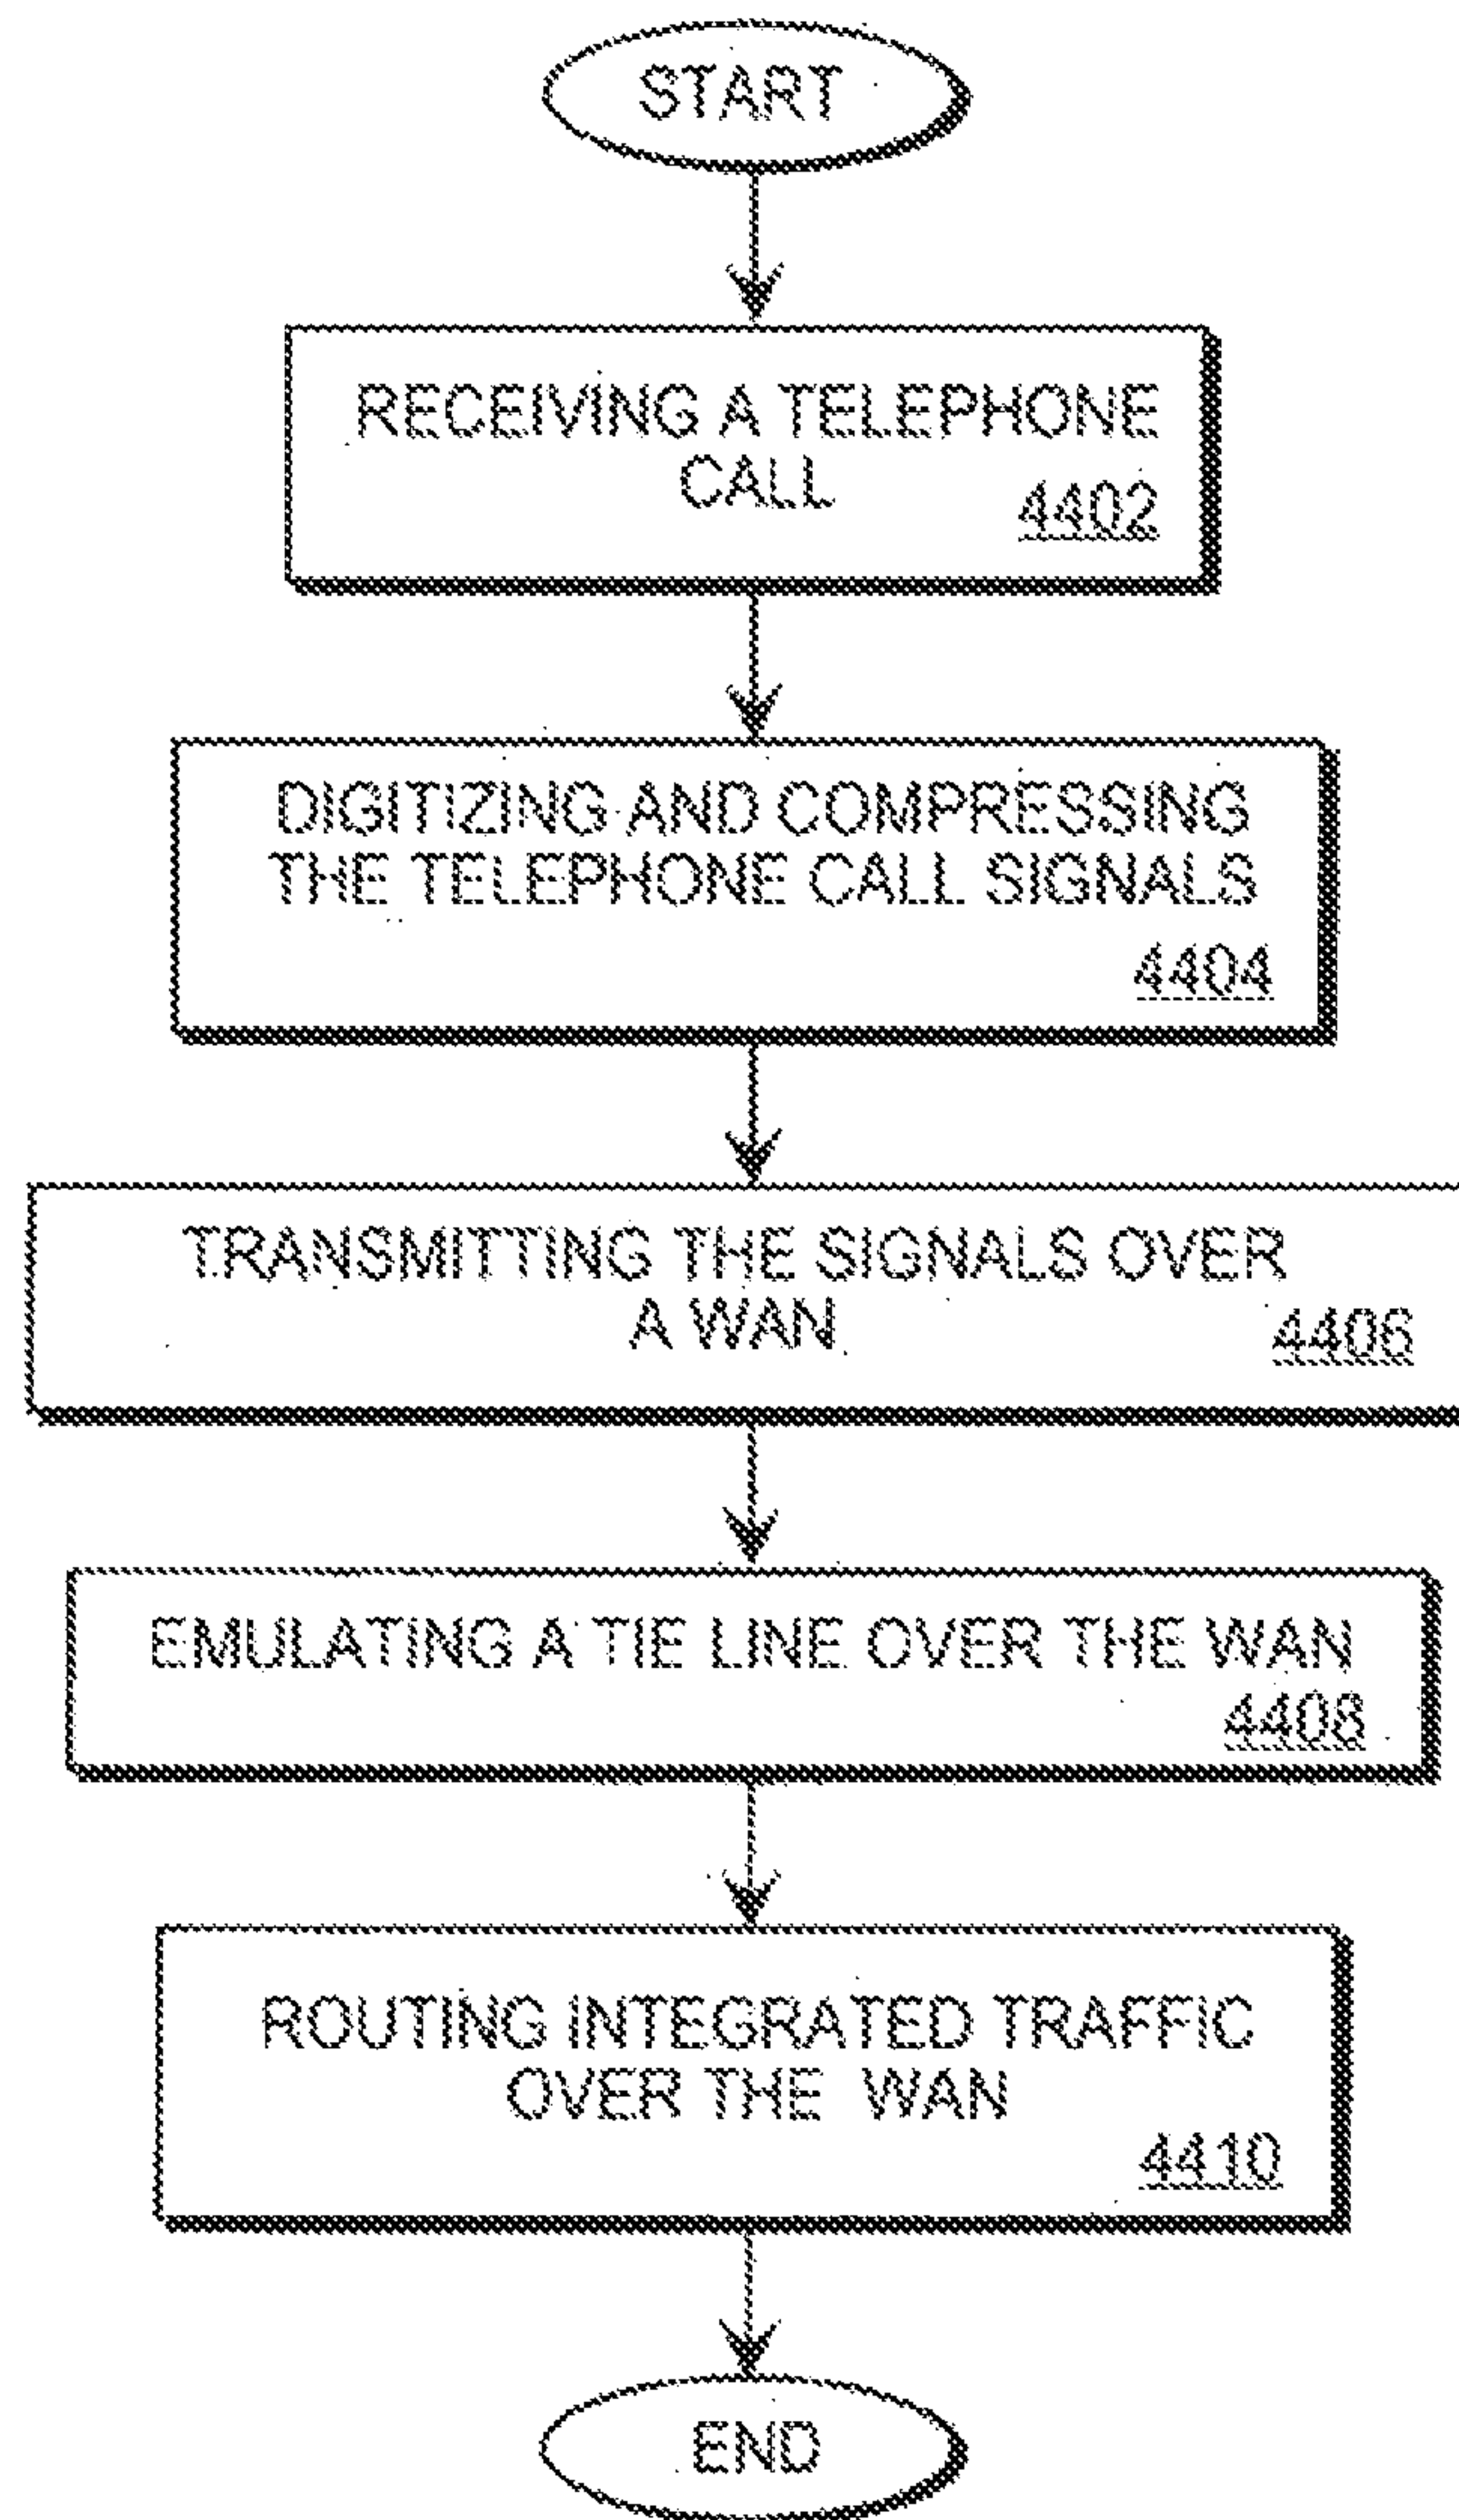 START
RECEIVING A TELEPHONE
CALL
4402
DIGITIZING AND COMPRESSING
THE TELEPHONE CALL SIGNALS
4404
TRANSMITTING THE SIGNALS OVER
A WAN
4406
EMULATING A TIE LINE OVER THE WAN
4408
ROUTING INTEGRATED TRAFFIC
OVER THE WAN
4410
END